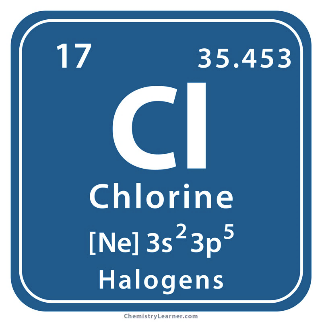 17 35.453
Cl
Chlorine
[Ne] 3s² 3p⁵
Halogens
ChemistryLearner.com